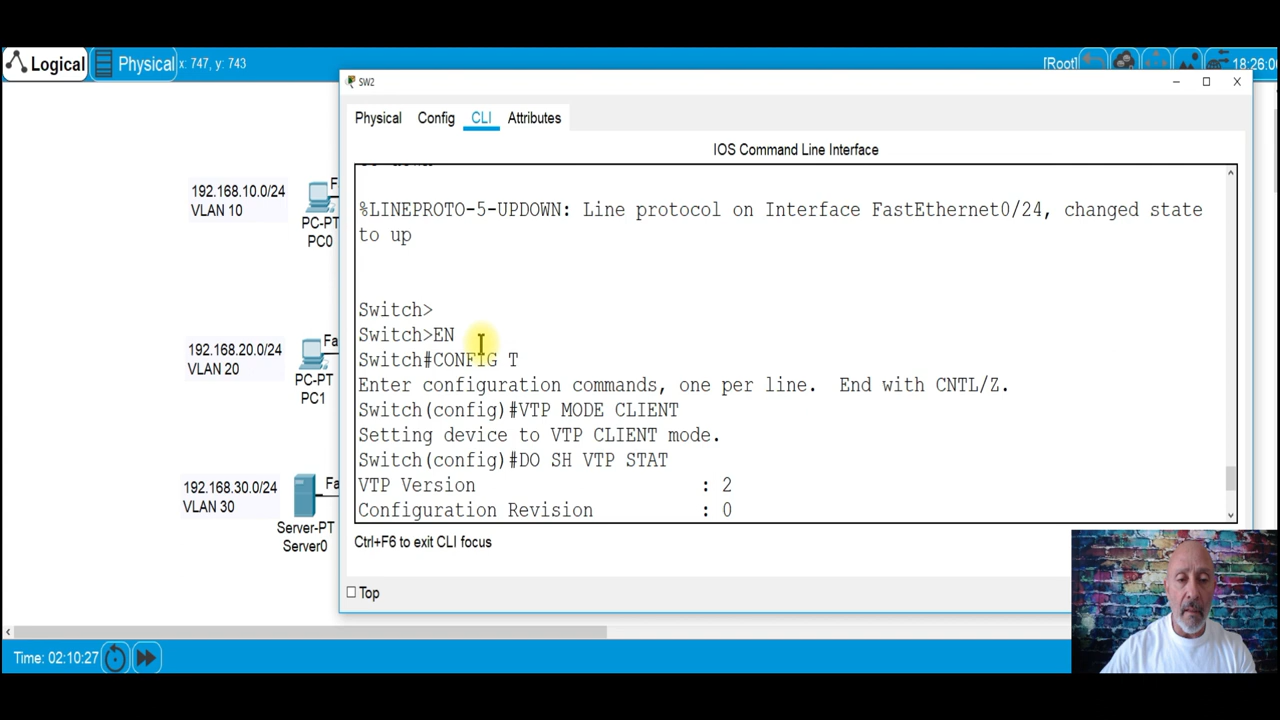 Logical
Physical
x: 747, y: 743
[Root]
18:26:0
SW2
Physical
Config
CLI
Attributes
IOS Command Line Interface
%LINEPROTO-5-UPDOWN: Line protocol on Interface FastEthernet0/24, changed state
to up
Switch>
Switch>EN
Switch#CONFIG T
Enter configuration commands, one per line.  End with CNTL/Z.
Switch(config)#VTP MODE CLIENT
Setting device to VTP CLIENT mode.
Switch(config)#DO SH VTP STAT
VTP Version : 2
Configuration Revision : 0
Ctrl+F6 to exit CLI focus
Top
192.168.10.0/24
VLAN 10
F
PC-PT
PC0
192.168.20.0/24
VLAN 20
Fa
PC-PT
PC1
192.168.30.0/24
VLAN 30
Fa
Server-PT
Server0
Time: 02:10:27